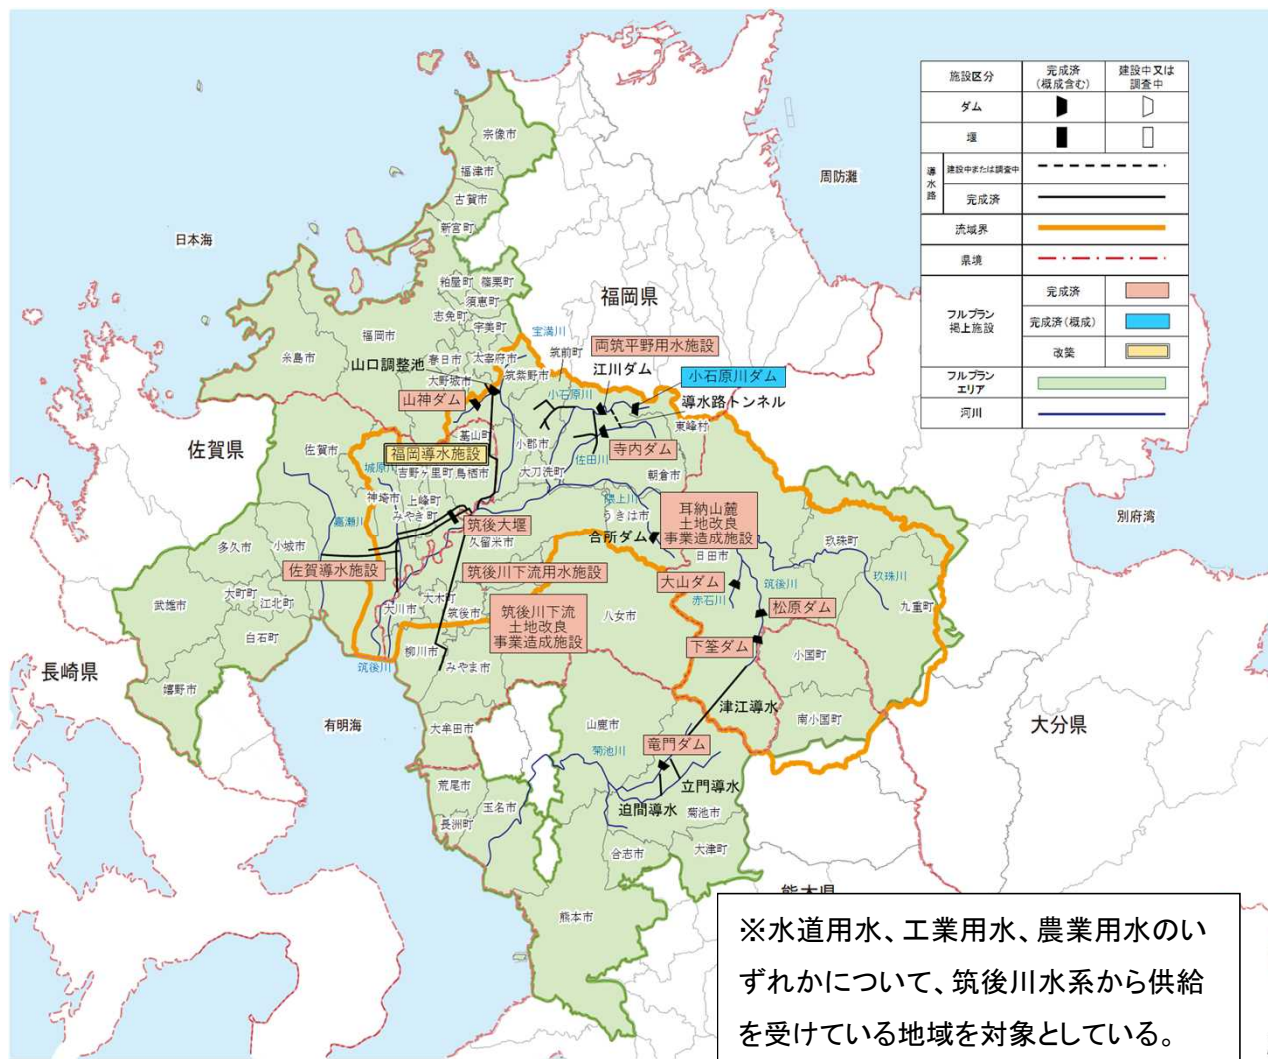 施設区分
完成済
(概成含む)
建設中又は
調査中
ダム
堰
導水路
建設中または調査中
完成済
流域界
県境
フルプラン
掲上施設
完成済
完成済(概成)
改築
フルプラン
エリア
河川
宗像市
福津市
古賀市
新宮町
周防灘
日本海
粕屋町
篠栗町
須恵町
志免町
宇美町
福岡県
福岡市
糸島市
宝満川
春日市
太宰府市
筑前町
両筑平野用水施設
山口調整池
大野城市
筑紫野市
江川ダム
小石原川ダム
山神ダム
小石原川
導水路トンネル
東峰村
基山町
佐賀県
佐賀市
福岡導水施設
小郡市
寺内ダム
城原川
吉野ヶ里町
鳥栖市
大刀洗町
佐田川
朝倉市
神埼市
上峰町
みやき町
隈上川
うきは市
耳納山麓
土地改良
事業造成施設
別府湾
嘉瀬川
筑後大堰
合所ダム
玖珠町
多久市
小城市
久留米市
日田市
佐賀導水施設
筑後川下流用水施設
大山ダム
筑後川
玖珠川
武雄市
大町町
江北町
大川市
大木町
筑後市
赤石川
松原ダム
九重町
白石町
筑後川下流
土地改良
事業造成施設
八女市
下筌ダム
柳川市
みやま市
小国町
長崎県
筑後川
嬉野市
津江導水
南小国町
有明海
大牟田市
山鹿市
大分県
菊池川
竜門ダム
荒尾市
立門導水
玉名市
迫間導水
菊池市
長洲町
合志市
大津町
熊本県
熊本市
※水道用水、工業用水、農業用水のい
ずれかについて、筑後川水系から供給
を受けている地域を対象としている。